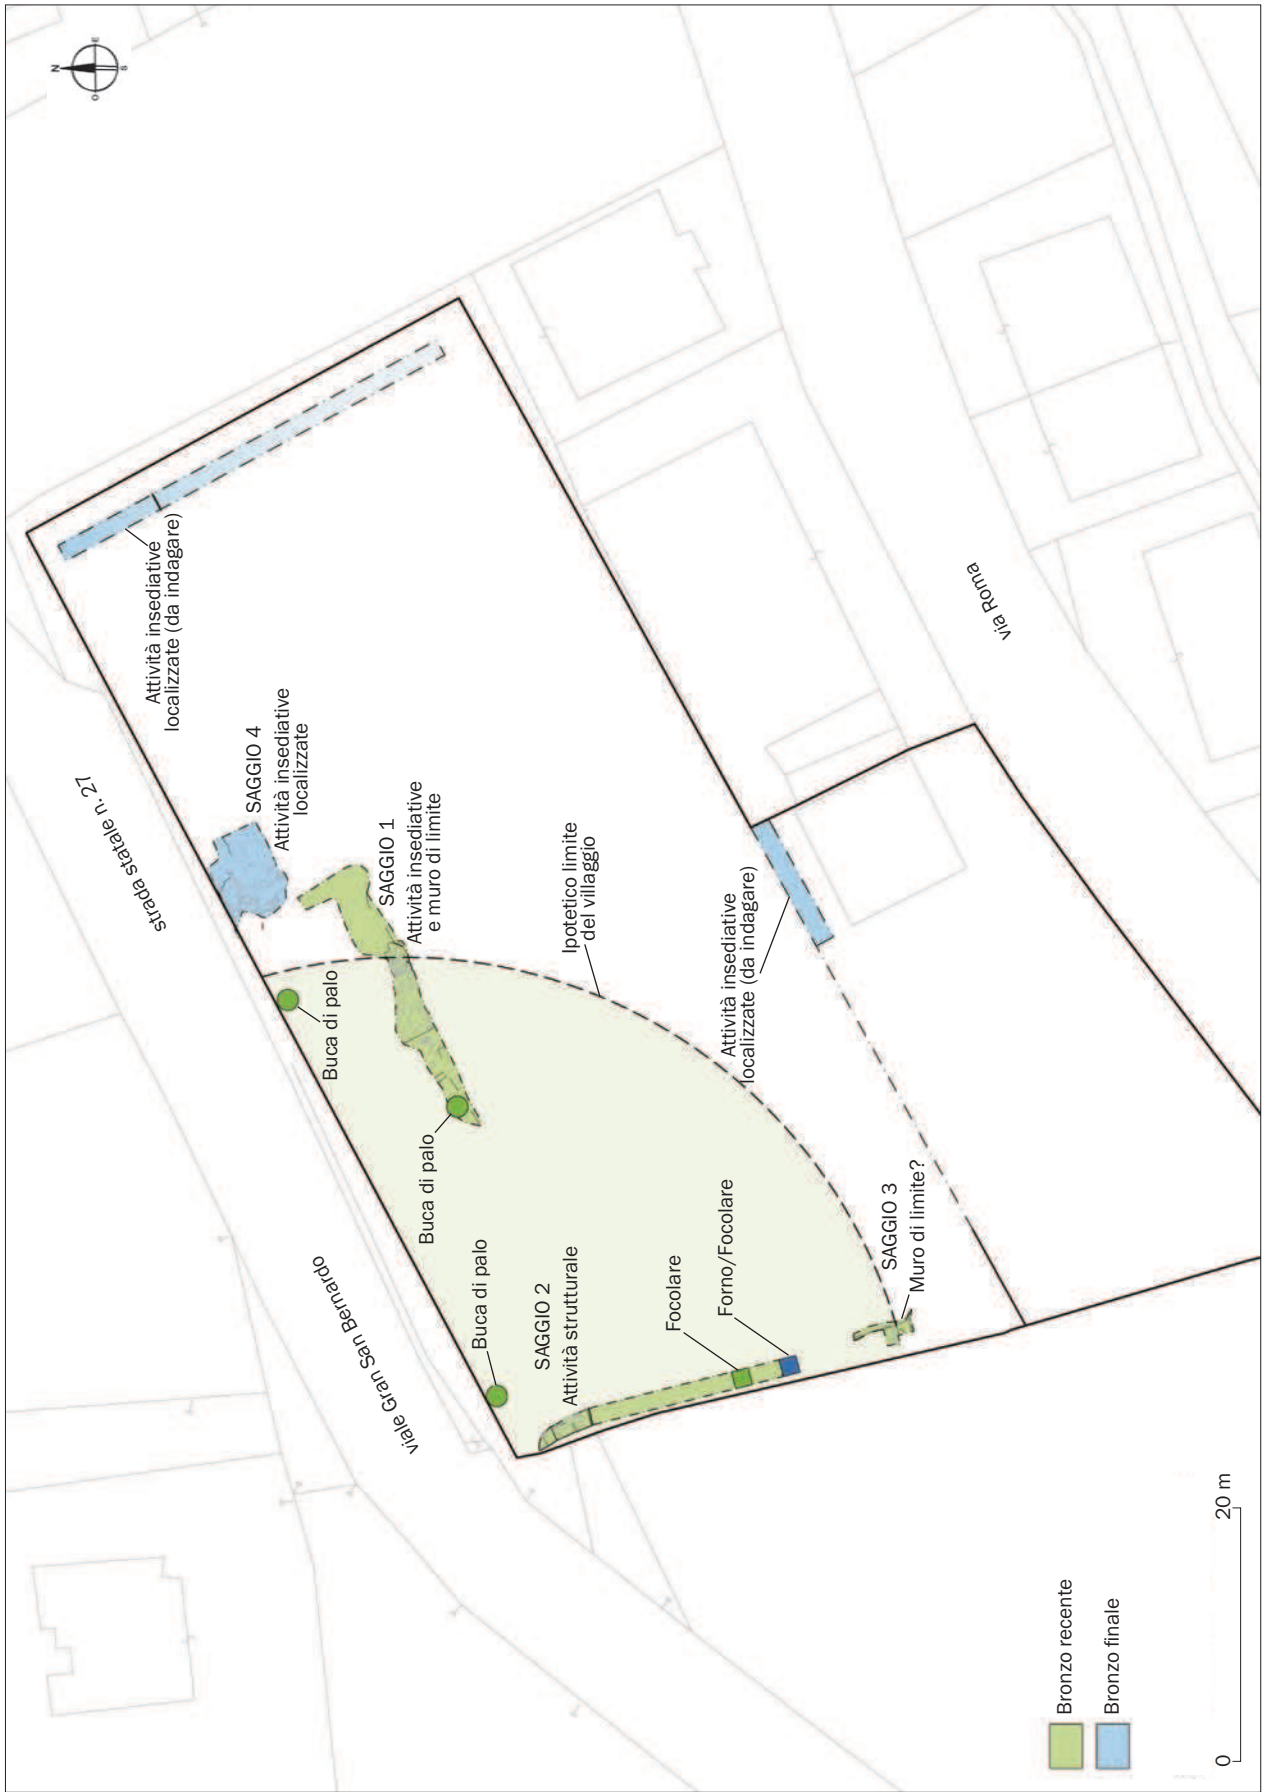 N
E
S
O
strada statale n. 27
Attività insediative
localizzate (da indagare)
SAGGIO 4
Attività insediative
localizzate
SAGGIO 1
Attività insediative
e muro di limite
Buca di palo
Buca di palo
Buca di palo
viale Gran San Bernardo
SAGGIO 2
Attività strutturale
Ipotetico limite
del villaggio
Attività insediative
localizzate (da indagare)
via Roma
Focolare
Forno/Focolare
SAGGIO 3
Muro di limite?
Bronzo recente
Bronzo finale
0
20 m